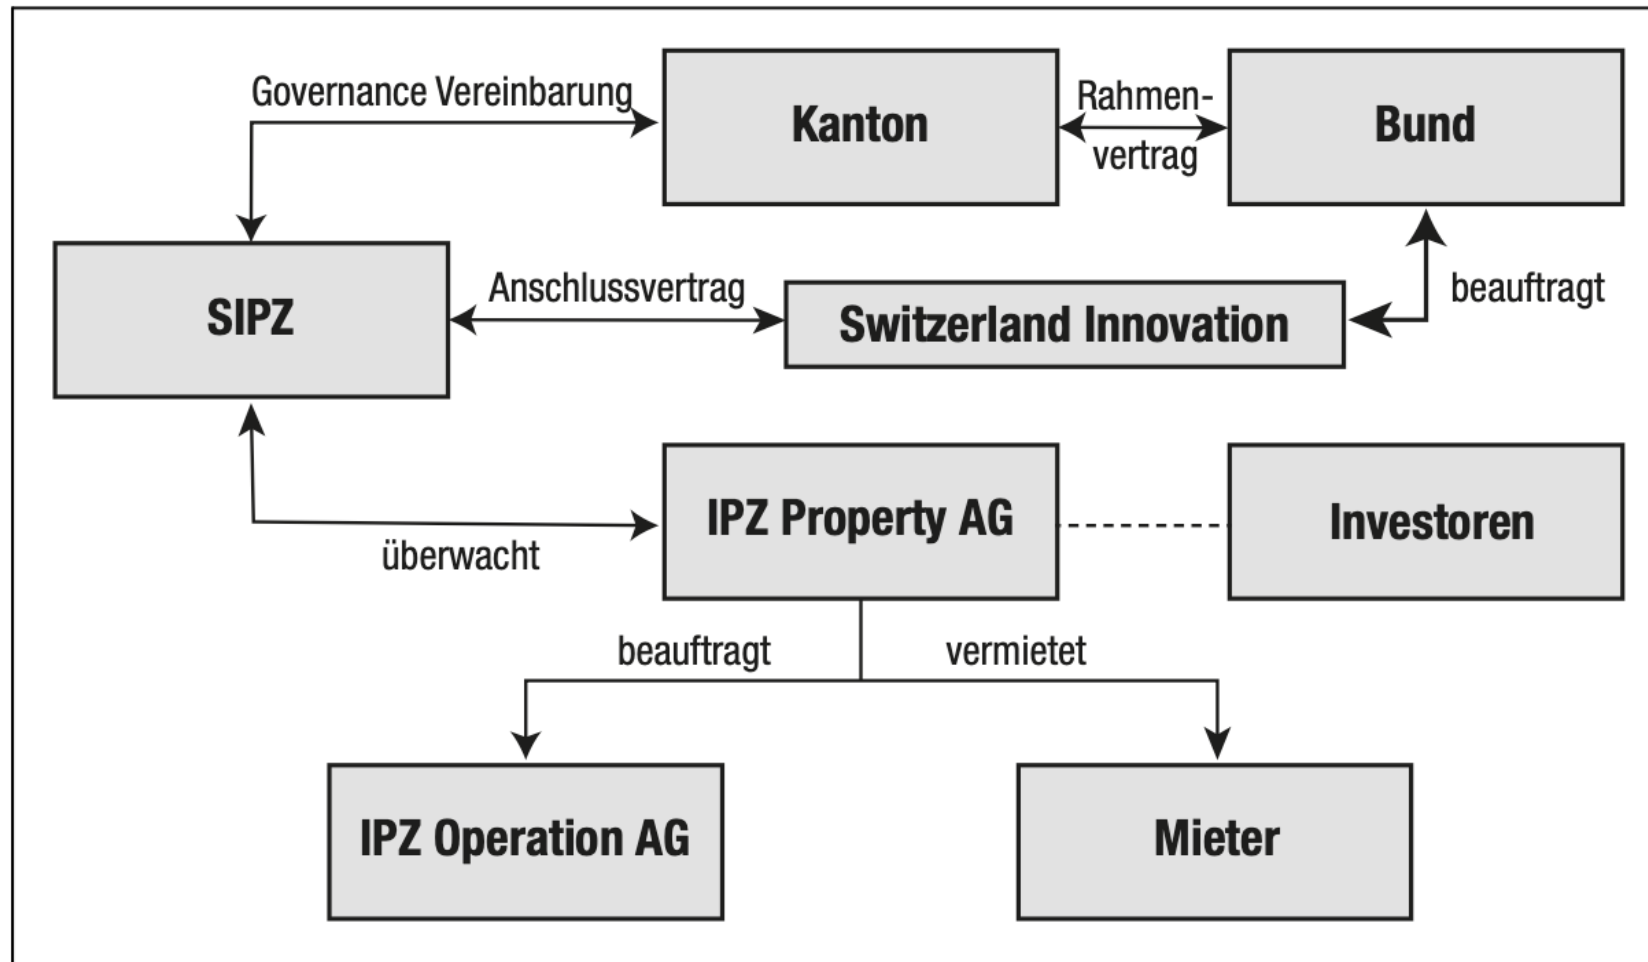 Governance Vereinbarung
Kanton
Rahmen-
vertrag
Bund
SIPZ
Anschlussvertrag
Switzerland Innovation
beauftragt
überwacht
IPZ Property AG
Investoren
beauftragt
vermietet
IPZ Operation AG
Mieter